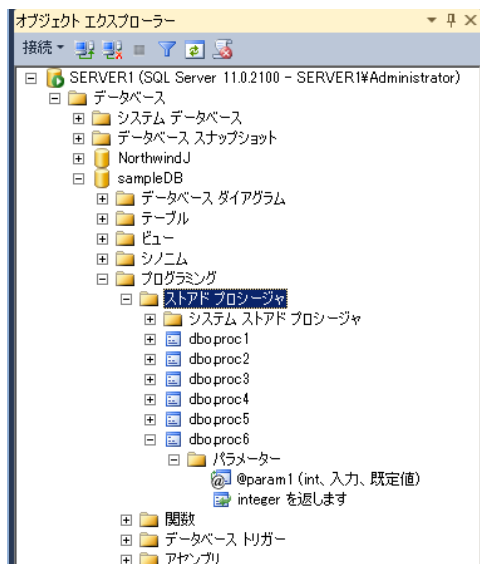 オブジェクト エクスプローラー
接続
SERVER1 (SQL Server 11.0.2100 - SERVER1¥Administrator)
データベース
システム データベース
データベース スナップショット
NorthwindJ
sampleDB
データベース ダイアグラム
テーブル
ビュー
シノニム
プログラミング
ストアド プロシージャ
システム ストアド プロシージャ
dbo.proc1
dbo.proc2
dbo.proc3
dbo.proc4
dbo.proc5
dbo.proc6
パラメーター
@param1 (int、入力、既定値)
integer を返します
関数
データベース トリガー
アセンブリ